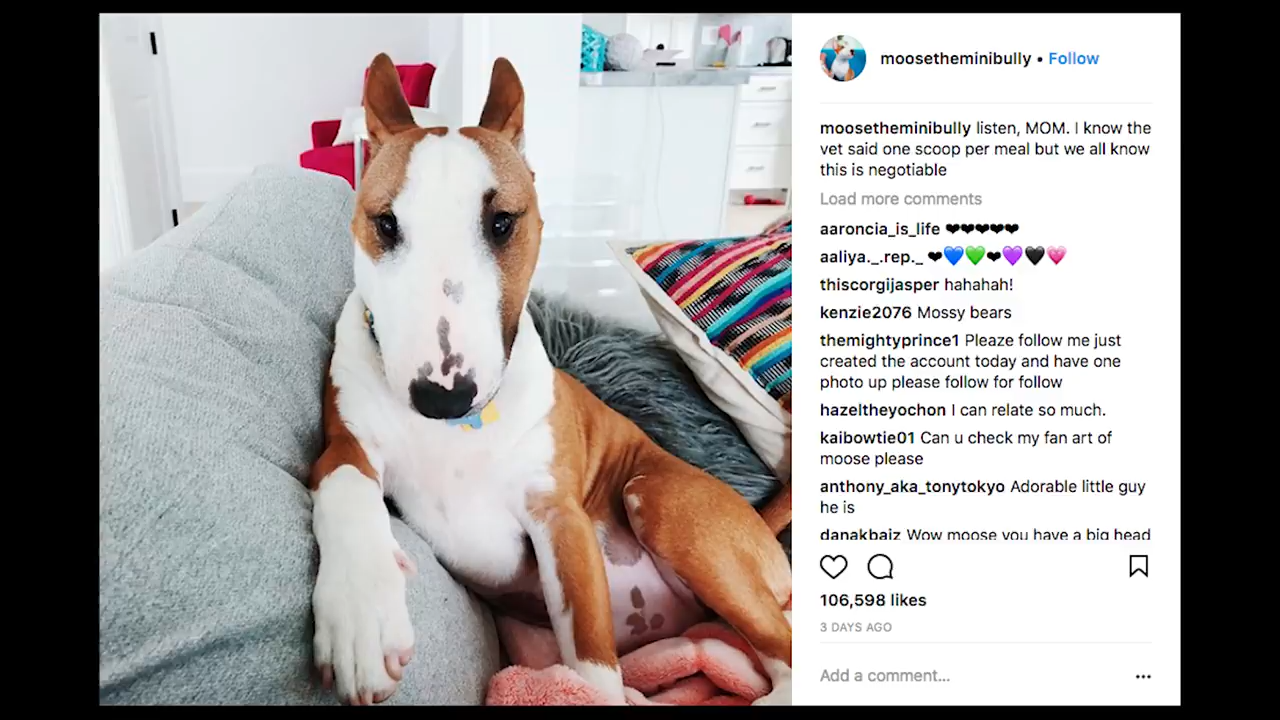 moosetheminibully • Follow
moosetheminibully listen, MOM. I know the
vet said one scoop per meal but we all know
this is negotiable
Load more comments
aaroncia_is_life ❤❤❤❤❤
aaliya._.rep._ ❤💙💚❤💜🖤💗
thiscorgijasper hahahah!
kenzie2076 Mossy bears
themightyprince1 Pleaze follow me just
created the account today and have one
photo up please follow for follow
hazeltheyochon I can relate so much.
kaibowtie01 Can u check my fan art of
moose please
anthony_aka_tonytokyo Adorable little guy
he is
danakbaiz Wow moose you have a big head
106,598 likes
3 DAYS AGO
Add a comment...